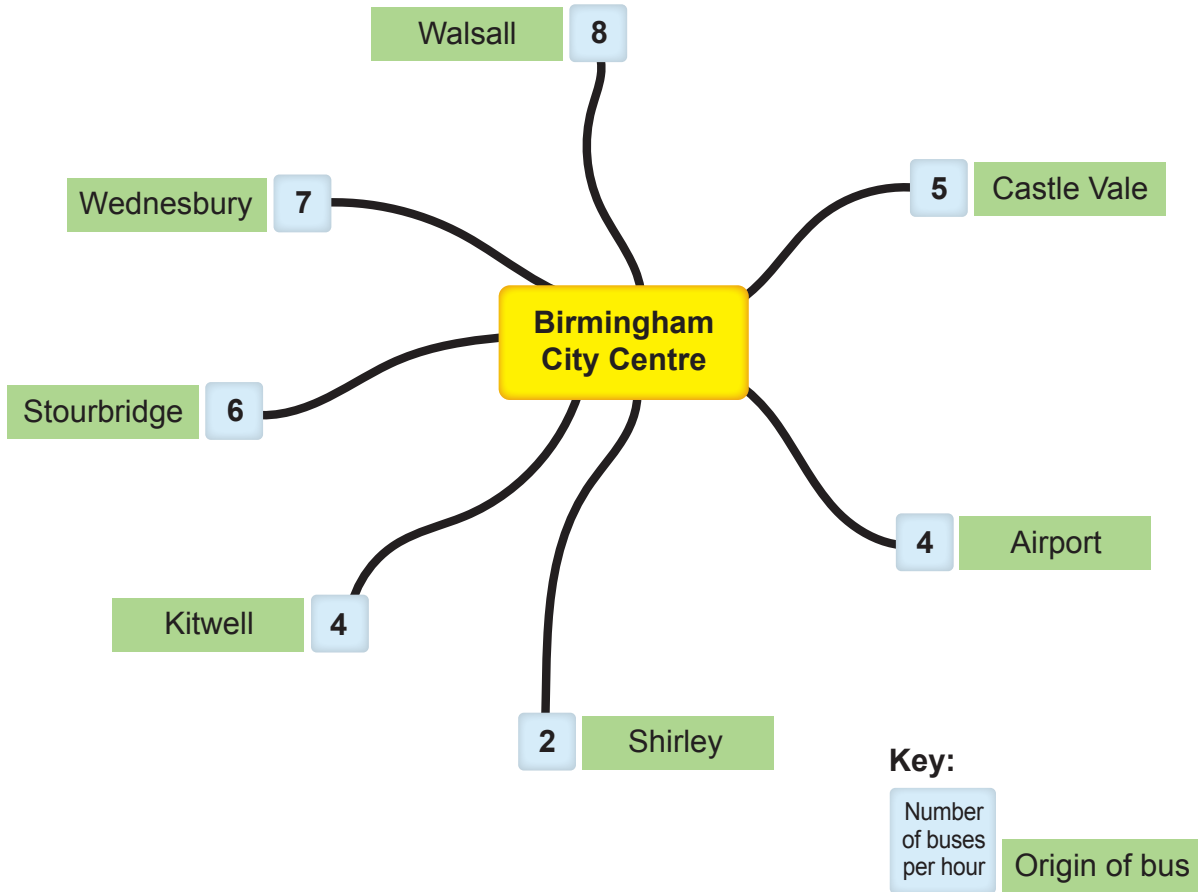 Walsall 8
Castle Vale 5
Wednesbury 7
Birmingham
City Centre
Stourbridge 6
Airport 4
Kitwell 4
2 Shirley
Key:
Number
of buses
per hour
Origin of bus